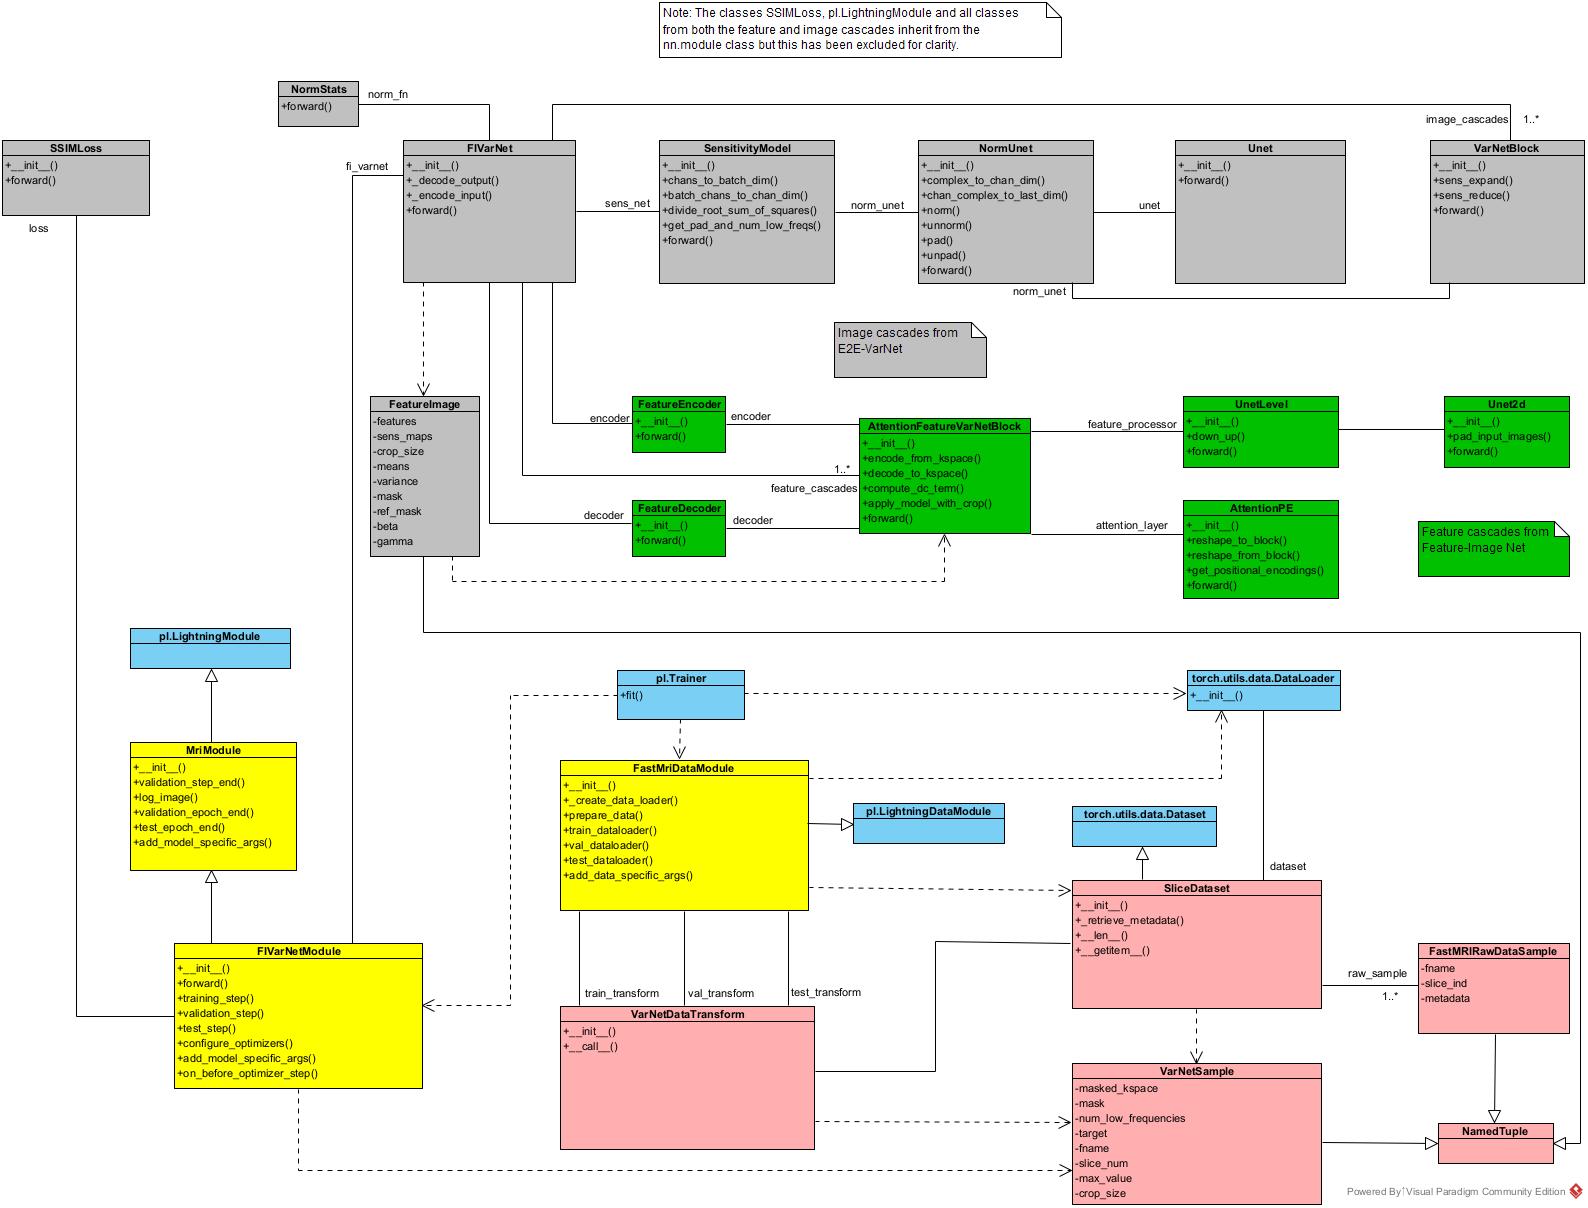 Note: The classes SSIMLoss, pl.LightningModule and all classes
from both the feature and image cascades inherit from the
nn.module class but this has been excluded for clarity.
NormStats
+forward()
norm_fn
image_cascades
1..*
SSIMLoss
+__init__()
+forward()
loss
fi_varnet
FIVarNet
+__init__()
+_decode_output()
+_encode_input()
+forward()
sens_net
SensitivityModel
+__init__()
+chans_to_batch_dim()
+batch_chans_to_chan_dim()
+divide_root_sum_of_squares()
+get_pad_and_num_low_freqs()
+forward()
norm_unet
NormUnet
+__init__()
+complex_to_chan_dim()
+chan_complex_to_last_dim()
+norm()
+unnorm()
+pad()
+unpad()
+forward()
unet
Unet
+__init__()
+forward()
VarNetBlock
+__init__()
+sens_expand()
+sens_reduce()
+forward()
norm_unet
Image cascades from
E2E-VarNet
FeatureImage
-features
-sens_maps
-crop_size
-means
-variance
-mask
-ref_mask
-beta
-gamma
encoder
FeatureEncoder
+__init__()
+forward()
encoder
1..*
feature_cascades
decoder
FeatureDecoder
+__init__()
+forward()
decoder
AttentionFeatureVarNetBlock
+__init__()
+encode_from_kspace()
+decode_to_kspace()
+compute_dc_term()
+apply_model_with_crop()
+forward()
feature_processor
UnetLevel
+__init__()
+down_up()
+forward()
Unet2d
+__init__()
+pad_input_images()
+forward()
attention_layer
AttentionPE
+__init__()
+reshape_to_block()
+reshape_from_block()
+get_positional_encodings()
+forward()
Feature cascades from
Feature-Image Net
pl.LightningModule
MriModule
+__init__()
+validation_step_end()
+log_image()
+validation_epoch_end()
+test_epoch_end()
+add_model_specific_args()
FIVarNetModule
+__init__()
+forward()
+training_step()
+validation_step()
+test_step()
+configure_optimizers()
+add_model_specific_args()
+on_before_optimizer_step()
pl.Trainer
+fit()
torch.utils.data.DataLoader
+__init__()
FastMriDataModule
+__init__()
+_create_data_loader()
+prepare_data()
+train_dataloader()
+val_dataloader()
+test_dataloader()
+add_data_specific_args()
pl.LightningDataModule
torch.utils.data.Dataset
dataset
SliceDataset
+__init__()
+_retrieve_metadata()
+__len__()
+__getitem__()
raw_sample
1..*
FastMRIRawDataSample
-fname
-slice_ind
-metadata
train_transform
val_transform
test_transform
VarNetDataTransform
+__init__()
+__call__()
VarNetSample
-masked_kspace
-mask
-num_low_frequencies
-target
-fname
-slice_num
-max_value
-crop_size
NamedTuple
Powered By Visual Paradigm Community Edition